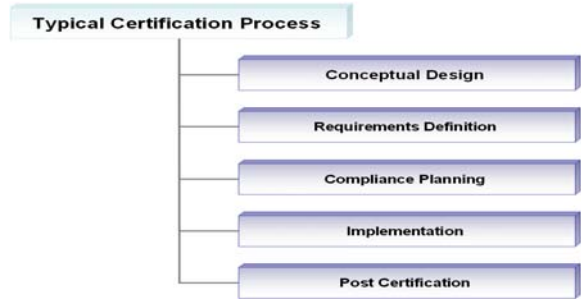 Typical Certification Process
Conceptual Design
Requirements Definition
Compliance Planning
Implementation
Post Certification